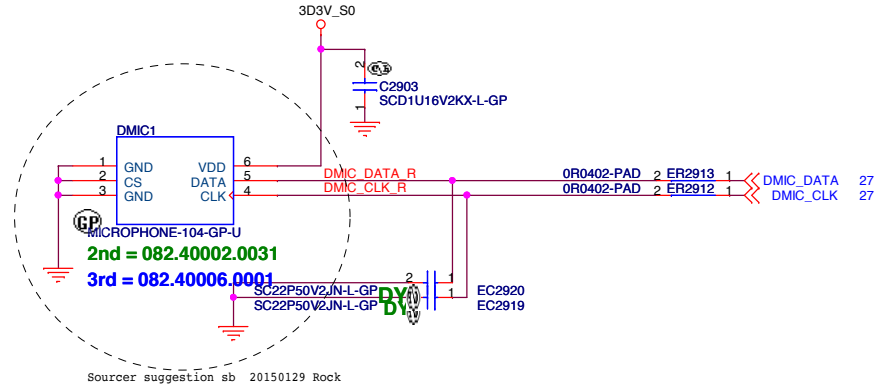 3D3V_S0
2
C2903
SCD1U16V2KX-L-GP
1
DMIC1
1 GND VDD 6
2 CS DATA 5 DMIC_DATA_R 0R0402-PAD 2 ER2913 1 DMIC_DATA 27
3 GND CLK 4 DMIC_CLK_R 0R0402-PAD 2 ER2912 1 DMIC_CLK 27
GP
MICROPHONE-104-GP-U
2nd = 082.40002.0031
3rd = 082.40006.0001
2 1
SC22P50V2JN-L-GP DY 1 EC2920
SC22P50V2JN-L-GP DY EC2919
Sourcer suggestion sb 20150129 Rock